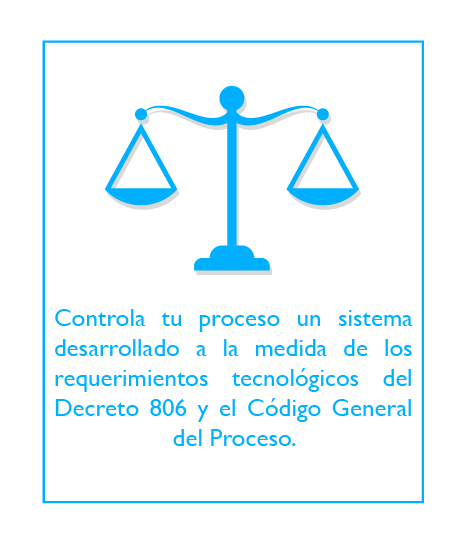 Controla tu proceso un sistema
desarrollado a la medida de los
requerimientos tecnológicos del
Decreto 806 y el Código General
del Proceso.